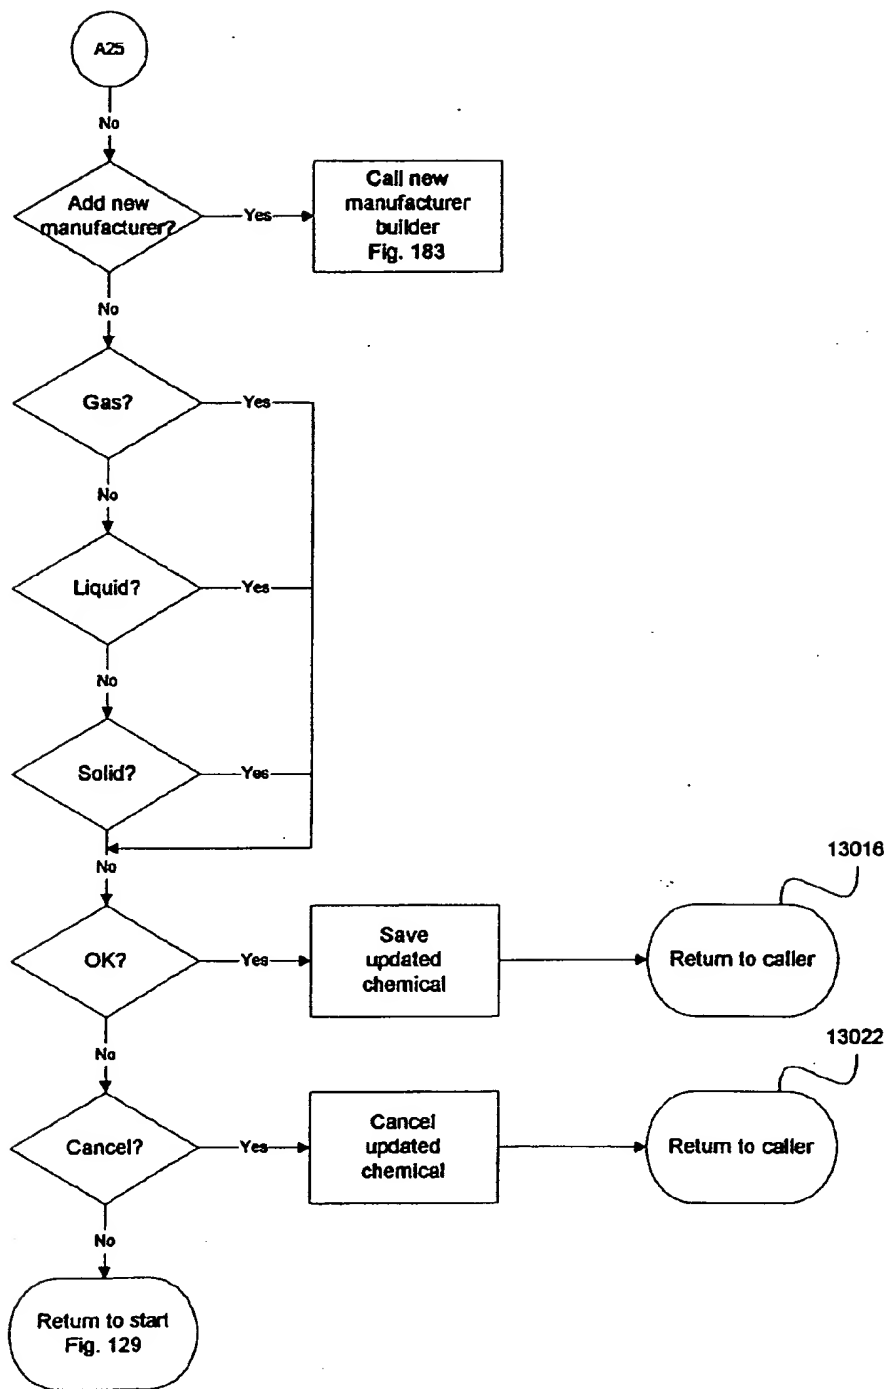 A25
No
Add new
manufacturer?
Yes
Call new
manufacturer
builder
Fig. 183
No
Gas?
Yes
No
Liquid?
Yes
No
Solid?
Yes
No
13016
OK?
Yes
Save
updated
chemical
Return to caller
No
13022
Cancel?
Yes
Cancel
updated
chemical
Return to caller
No
Return to start
Fig. 129